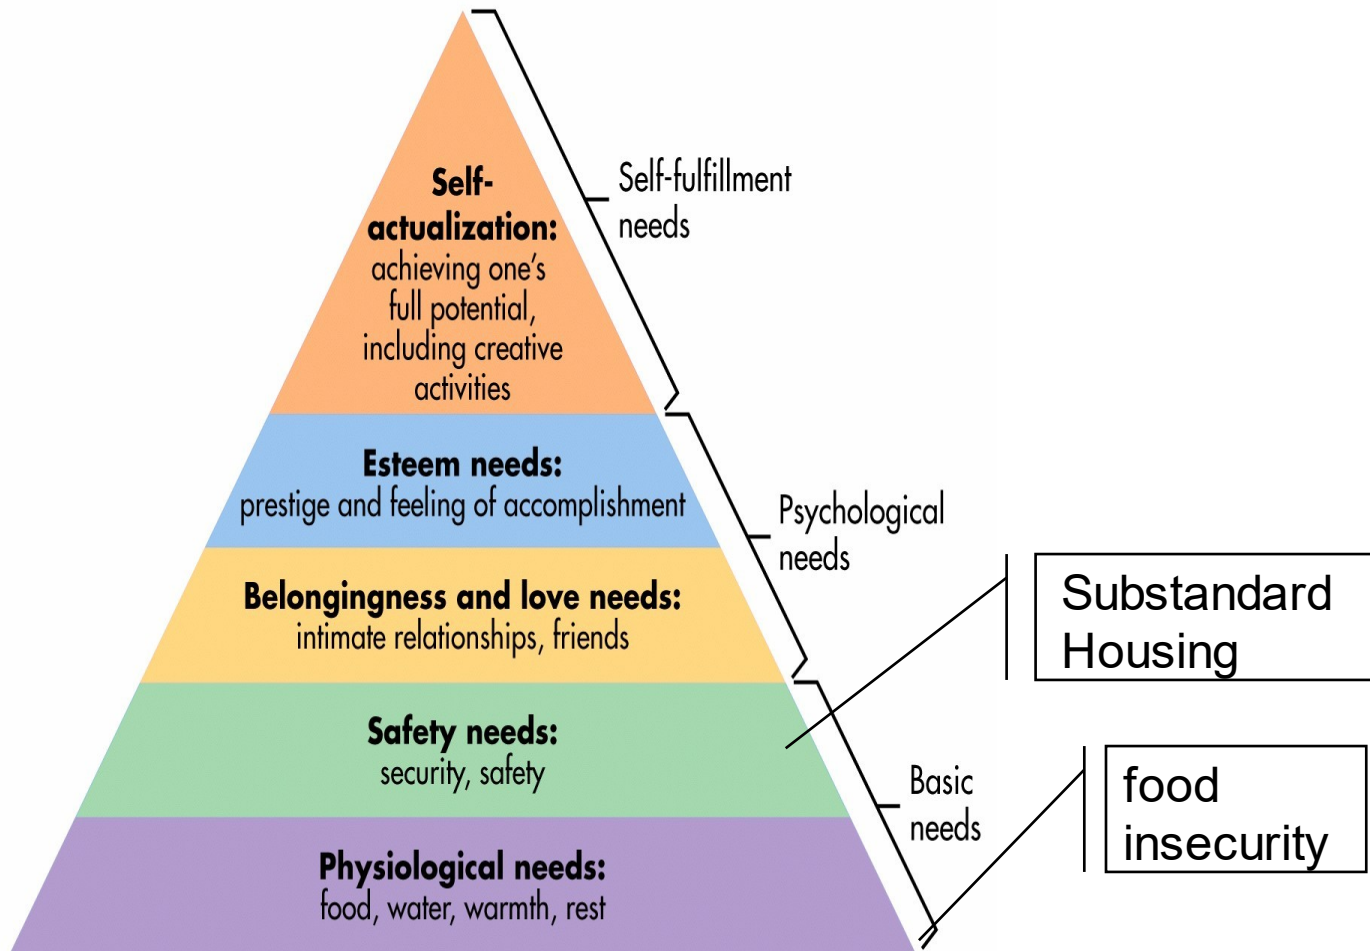 Self-
actualization:
achieving one's
full potential,
including creative
activities
Self-fulfillment
needs
Esteem needs:
prestige and feeling of accomplishment
Psychological
needs
Belongingness and love needs:
intimate relationships, friends
Substandard
Housing
Safety needs:
security, safety
Basic
needs
food
insecurity
Physiological needs:
food, water, warmth, rest